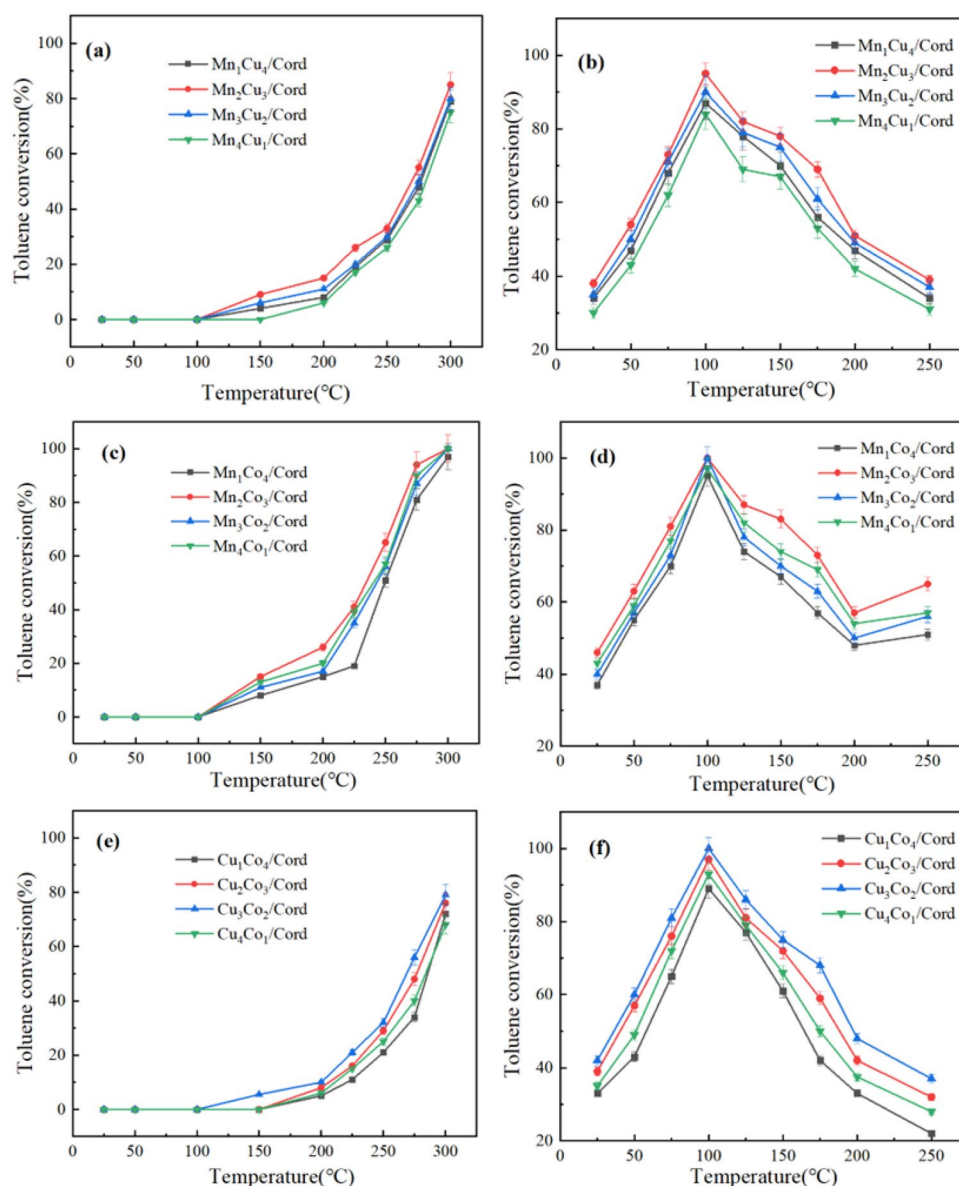 (a)
Mn₁Cu₄/Cord
Mn₂Cu₃/Cord
Mn₃Cu₂/Cord
Mn₄Cu₁/Cord
Toluene conversion(%)
100
80
60
40
20
0
0 50 100 150 200 250 300
Temperature(℃)
(b)
Mn₁Cu₄/Cord
Mn₂Cu₃/Cord
Mn₃Cu₂/Cord
Mn₄Cu₁/Cord
Toluene conversion(%)
100
80
60
40
20
0 50 100 150 200 250
Temperature(℃)
(c)
Mn₁Co₄/Cord
Mn₂Co₃/Cord
Mn₃Co₂/Cord
Mn₄Co₁/Cord
Toluene conversion(%)
100
80
60
40
20
0
0 50 100 150 200 250 300
Temperature(℃)
(d)
Mn₁Co₄/Cord
Mn₂Co₃/Cord
Mn₃Co₂/Cord
Mn₄Co₁/Cord
Toluene conversion(%)
100
80
60
40
20
0 50 100 150 200 250
Temperature(℃)
(e)
Cu₁Co₄/Cord
Cu₂Co₃/Cord
Cu₃Co₂/Cord
Cu₄Co₁/Cord
Toluene conversion(%)
100
80
60
40
20
0
0 50 100 150 200 250 300
Temperature(℃)
(f)
Cu₁Co₄/Cord
Cu₂Co₃/Cord
Cu₃Co₂/Cord
Cu₄Co₁/Cord
Toluene conversion(%)
100
80
60
40
20
0 50 100 150 200 250
Temperature(℃)